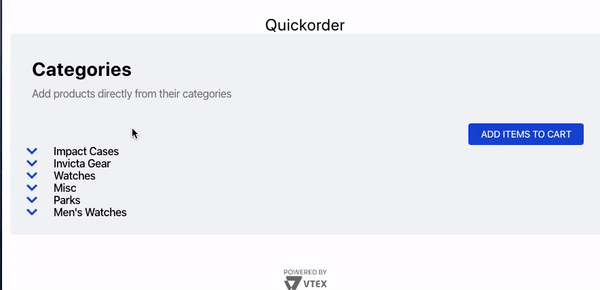 Quickorder
Categories
Add products directly from their categories
ADD ITEMS TO CART
Impact Cases
Invicta Gear
Watches
Misc
Parks
Men's Watches
POWERED BY
VTEX